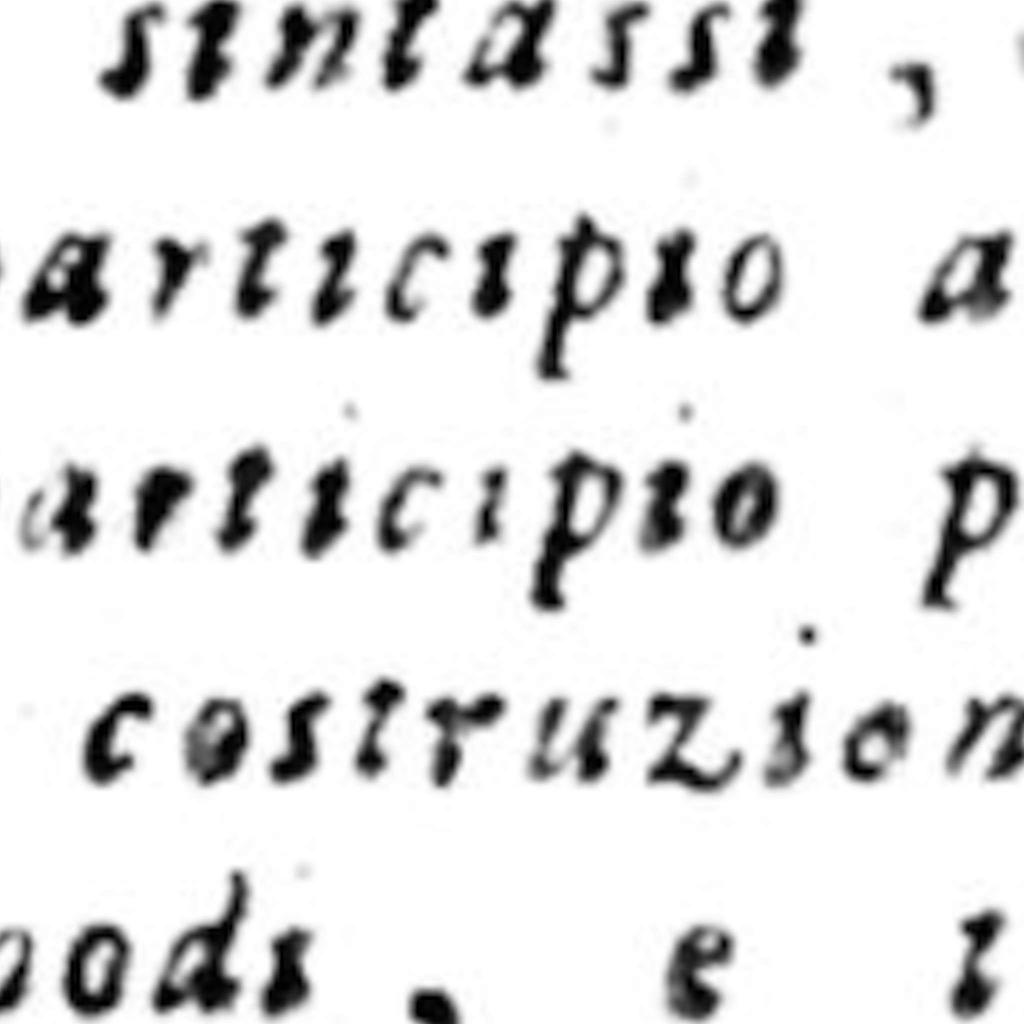 sintassi,
articipio a
articipio p
costruzion
odi, e